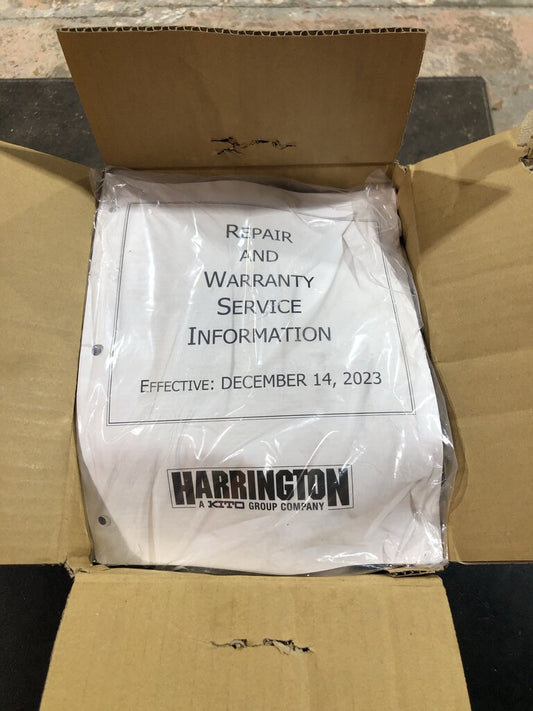 REPAIR
AND
WARRANTY
SERVICE
INFORMATION
EFFECTIVE: DECEMBER 14, 2023
HARRINGTON
A KITO GROUP COMPANY